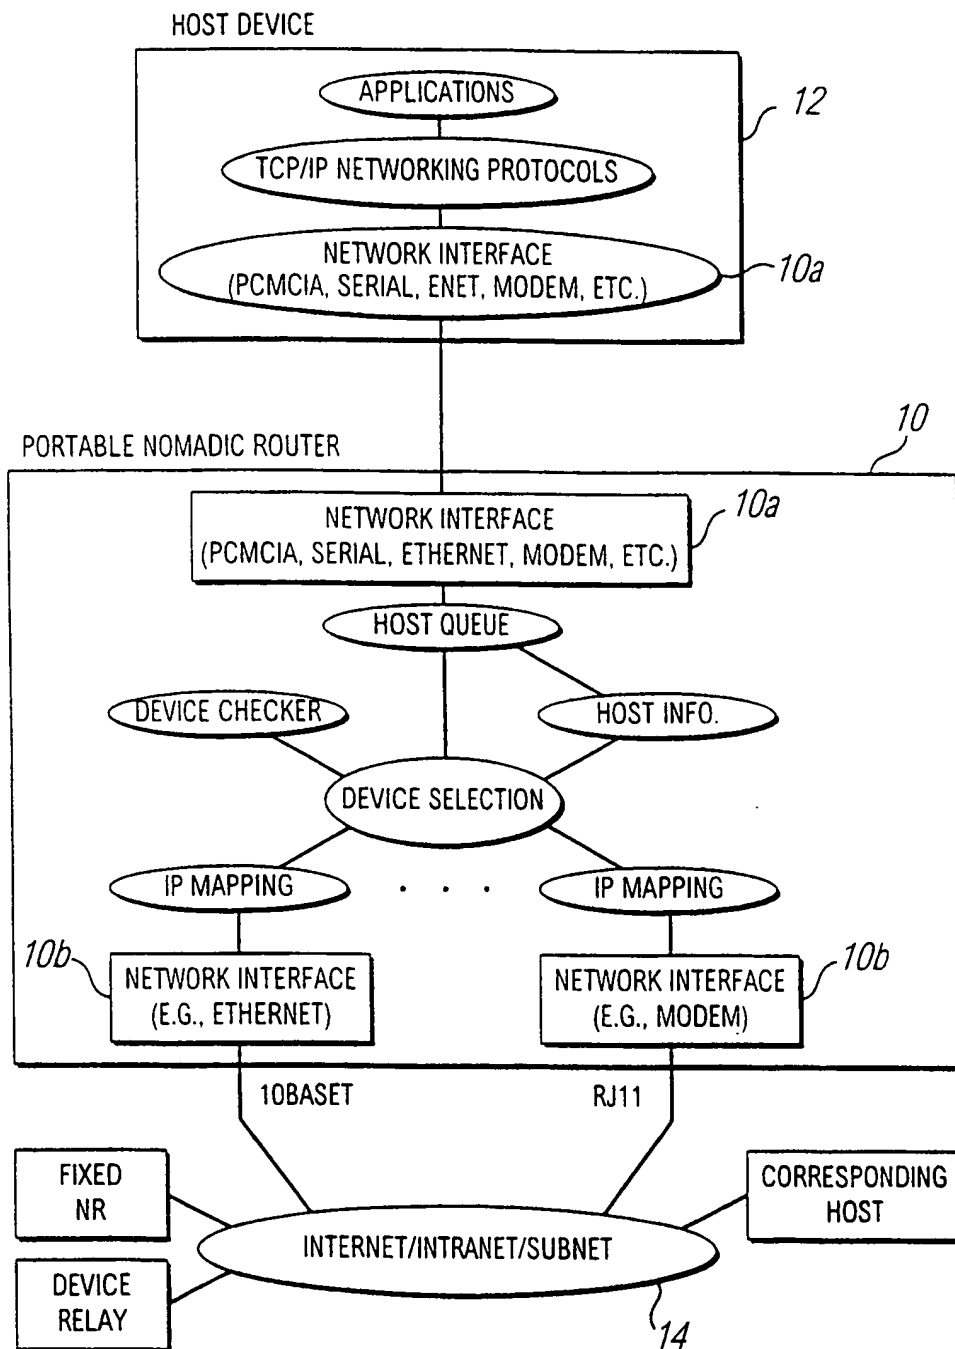 HOST DEVICE
APPLICATIONS
12
TCP/IP NETWORKING PROTOCOLS
NETWORK INTERFACE
(PCMCIA, SERIAL, ENET, MODEM, ETC.)
10a
PORTABLE NOMADIC ROUTER
10
NETWORK INTERFACE
(PCMCIA, SERIAL, ETHERNET, MODEM, ETC.)
10a
HOST QUEUE
DEVICE CHECKER
HOST INFO.
DEVICE SELECTION
IP MAPPING
. . .
IP MAPPING
10b
NETWORK INTERFACE
(E.G., ETHERNET)
NETWORK INTERFACE
(E.G., MODEM)
10b
10BASET
RJ11
FIXED
NR
CORRESPONDING
HOST
INTERNET/INTRANET/SUBNET
DEVICE
RELAY
14